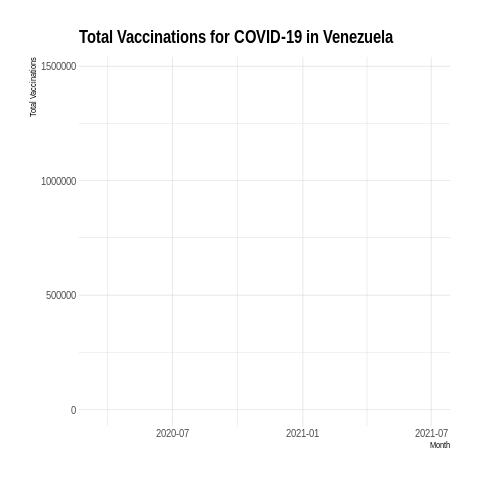 Total Vaccinations for COVID-19 in Venezuela
Total Vaccinations
1500000
1000000
500000
0
2020-07 2021-01 2021-07
Month